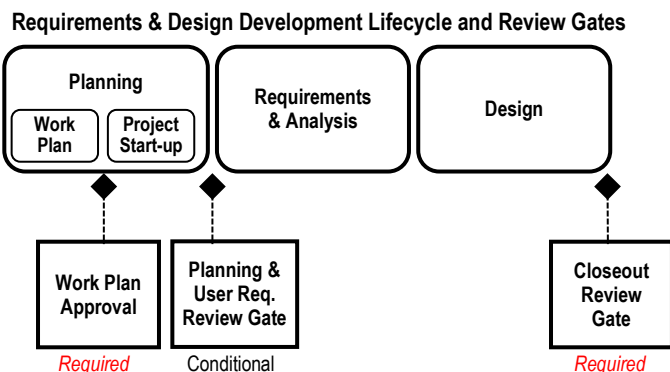 Requirements & Design Development Lifecycle and Review Gates
Planning
Work
Plan
Project
Start-up
Requirements
& Analysis
Design
Work Plan
Approval
Required
Planning &
User Req.
Review Gate
Conditional
Closeout
Review
Gate
Required